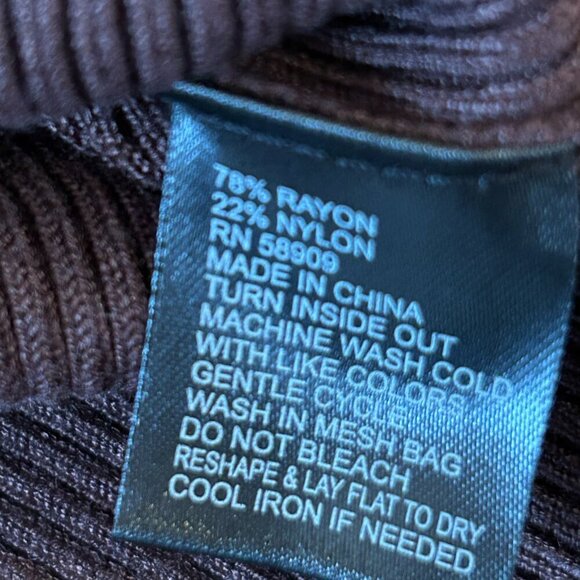 78% RAYON
22% NYLON
RN 58909
MADE IN CHINA
TURN INSIDE OUT
MACHINE WASH COLD
WITH LIKE COLORS
GENTLE CYCLE
WASH IN MESH BAG
DO NOT BLEACH
RESHAPE & LAY FLAT TO DRY
COOL IRON IF NEEDED